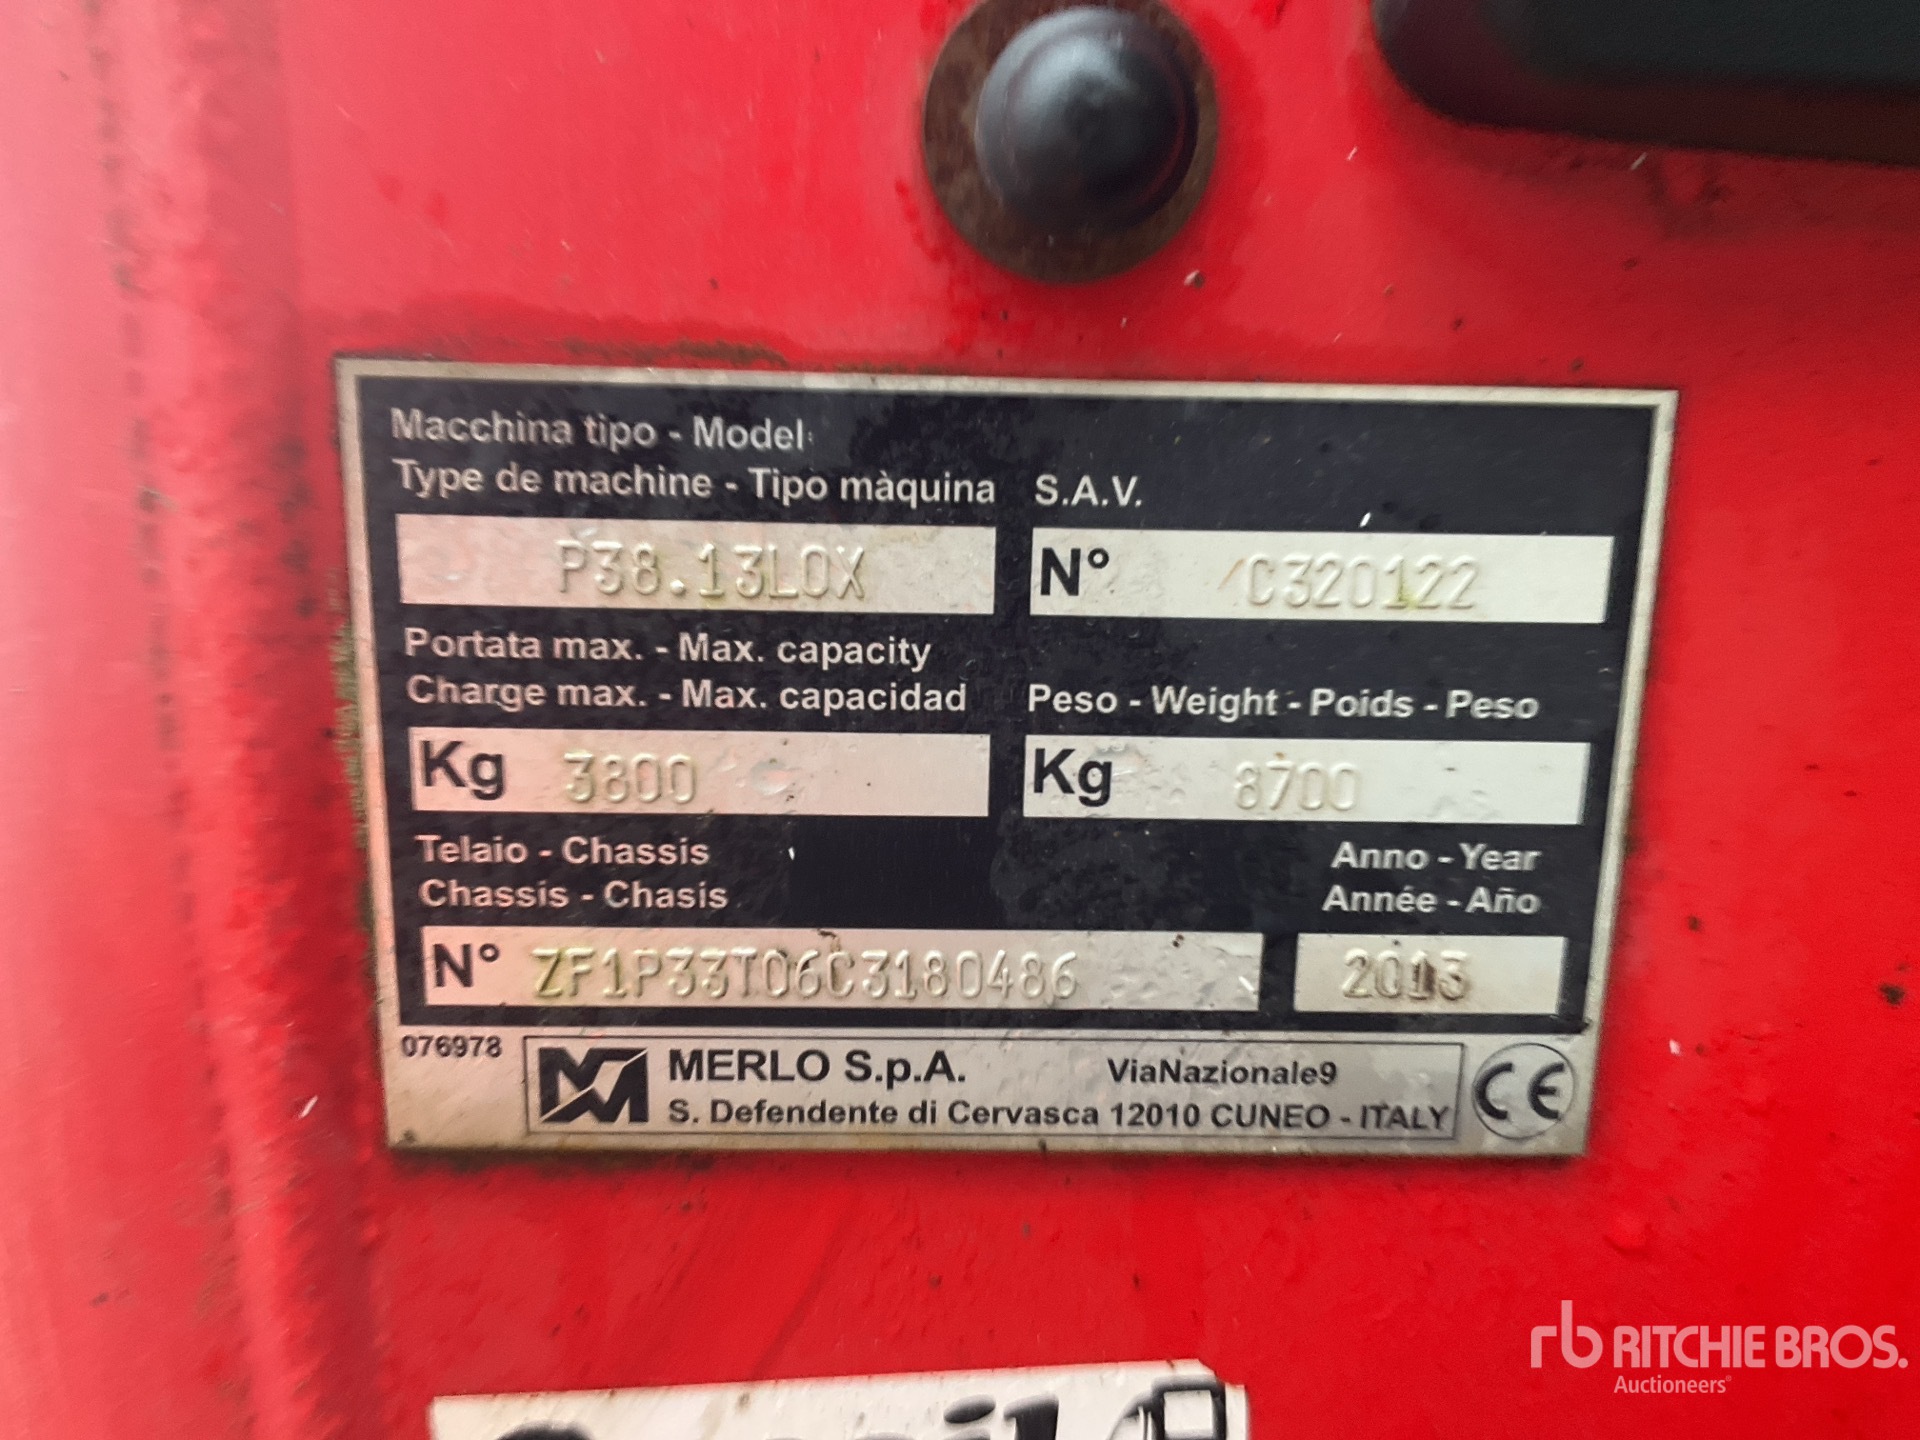 Macchina tipo - Model:
Type de machine - Tipo màquina
P38.13LOX
S.A.V.
N° C320122
Portata max. - Max. capacity
Charge max. - Max. capacidad
Kg 3800
Peso - Weight - Poids - Peso
Kg 8700
Telaio - Chassis
Chassis - Chasis
N° ZF1P33T06C3180486
Anno - Year
Année - Año
2013
076978
MERLO S.p.A. ViaNazionale9
S. Defendente di Cervasca 12010 CUNEO - ITALY
CE
rb RITCHIE BROS.
Auctioneers